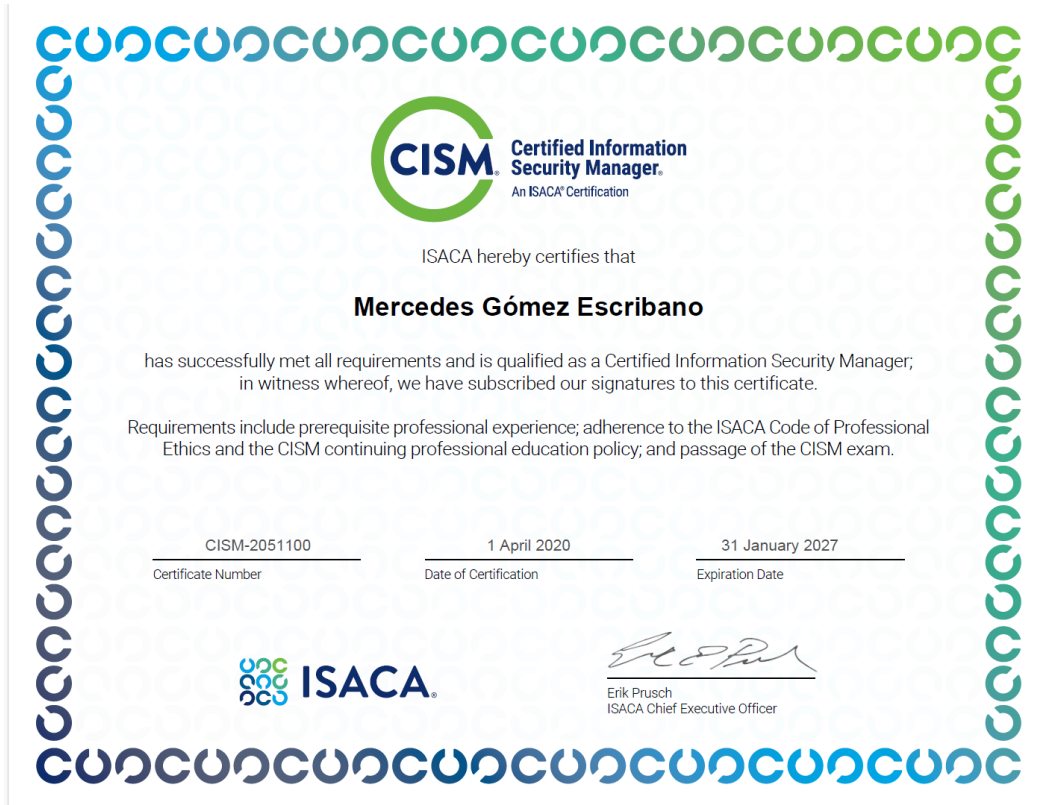 CISM®
Certified Information
Security Manager®
An ISACA® Certification
ISACA hereby certifies that
Mercedes Gómez Escribano
has successfully met all requirements and is qualified as a Certified Information Security Manager;
in witness whereof, we have subscribed our signatures to this certificate.
Requirements include prerequisite professional experience; adherence to the ISACA Code of Professional
Ethics and the CISM continuing professional education policy; and passage of the CISM exam.
CISM-2051100
Certificate Number
1 April 2020
Date of Certification
31 January 2027
Expiration Date
ISACA®
Erik Prusch
ISACA Chief Executive Officer